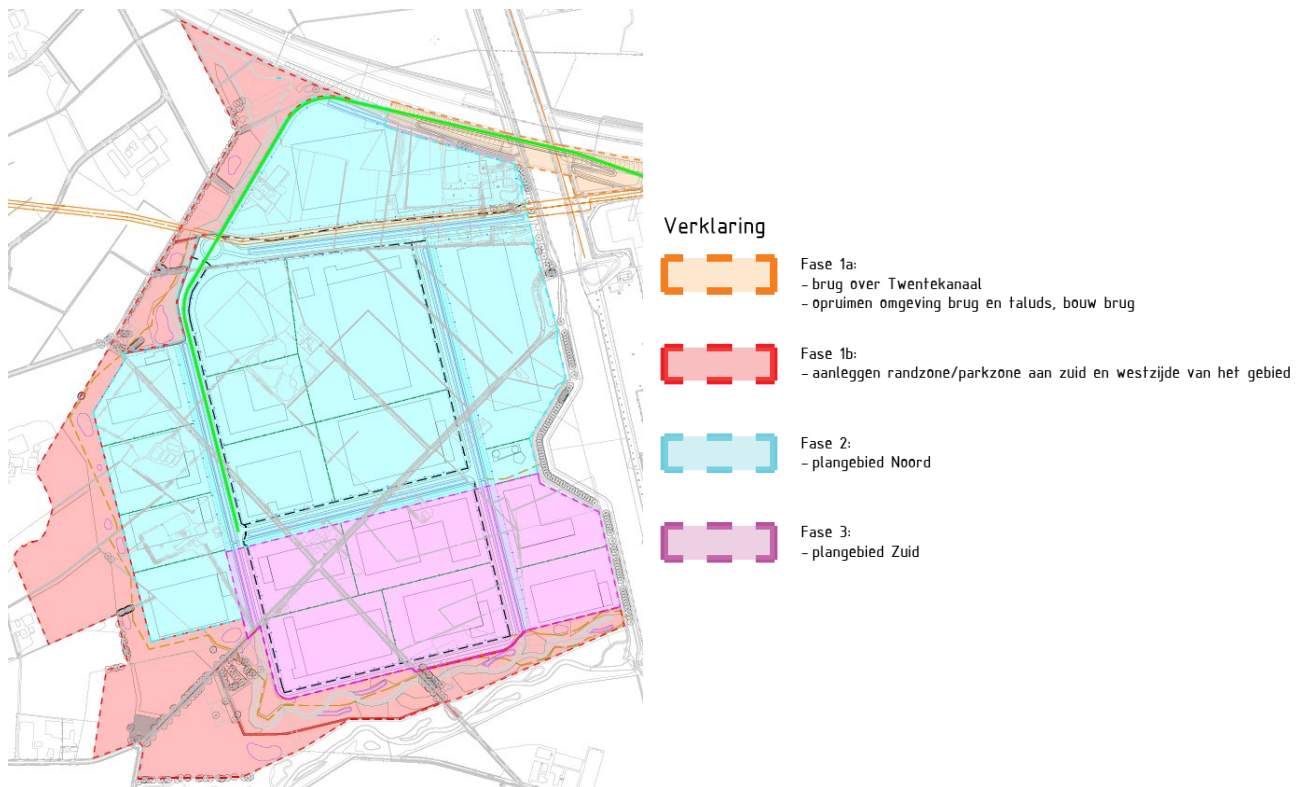 Verklaring
Fase 1a:
- brug over Twentekanaal
- opruimen omgeving brug en taluds, bouw brug
Fase 1b:
- aanleggen randzone/parkzone aan zuid en westzijde van het gebied
Fase 2:
- plangebied Noord
Fase 3:
- plangebied Zuid